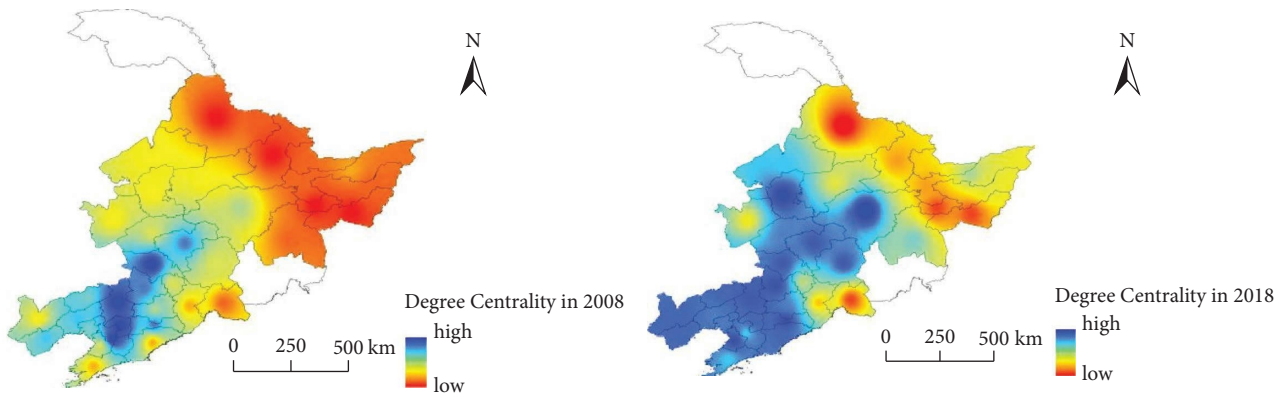 N
Degree Centrality in 2008
high
low
0 250 500 km
N
Degree Centrality in 2018
high
low
0 250 500 km